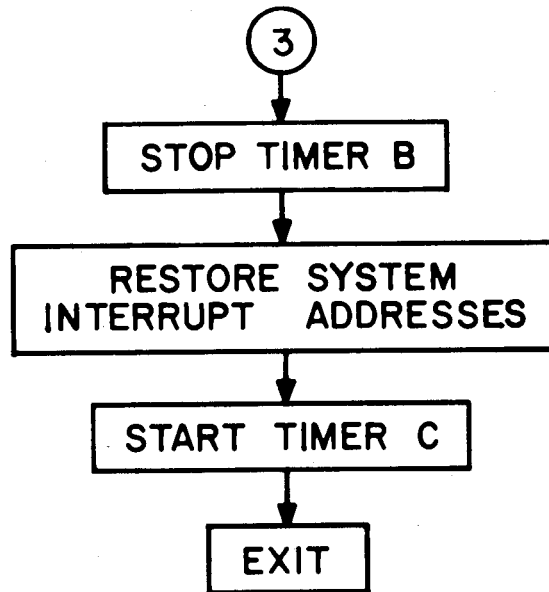 3
STOP TIMER B
RESTORE SYSTEM
INTERRUPT ADDRESSES
START TIMER C
EXIT